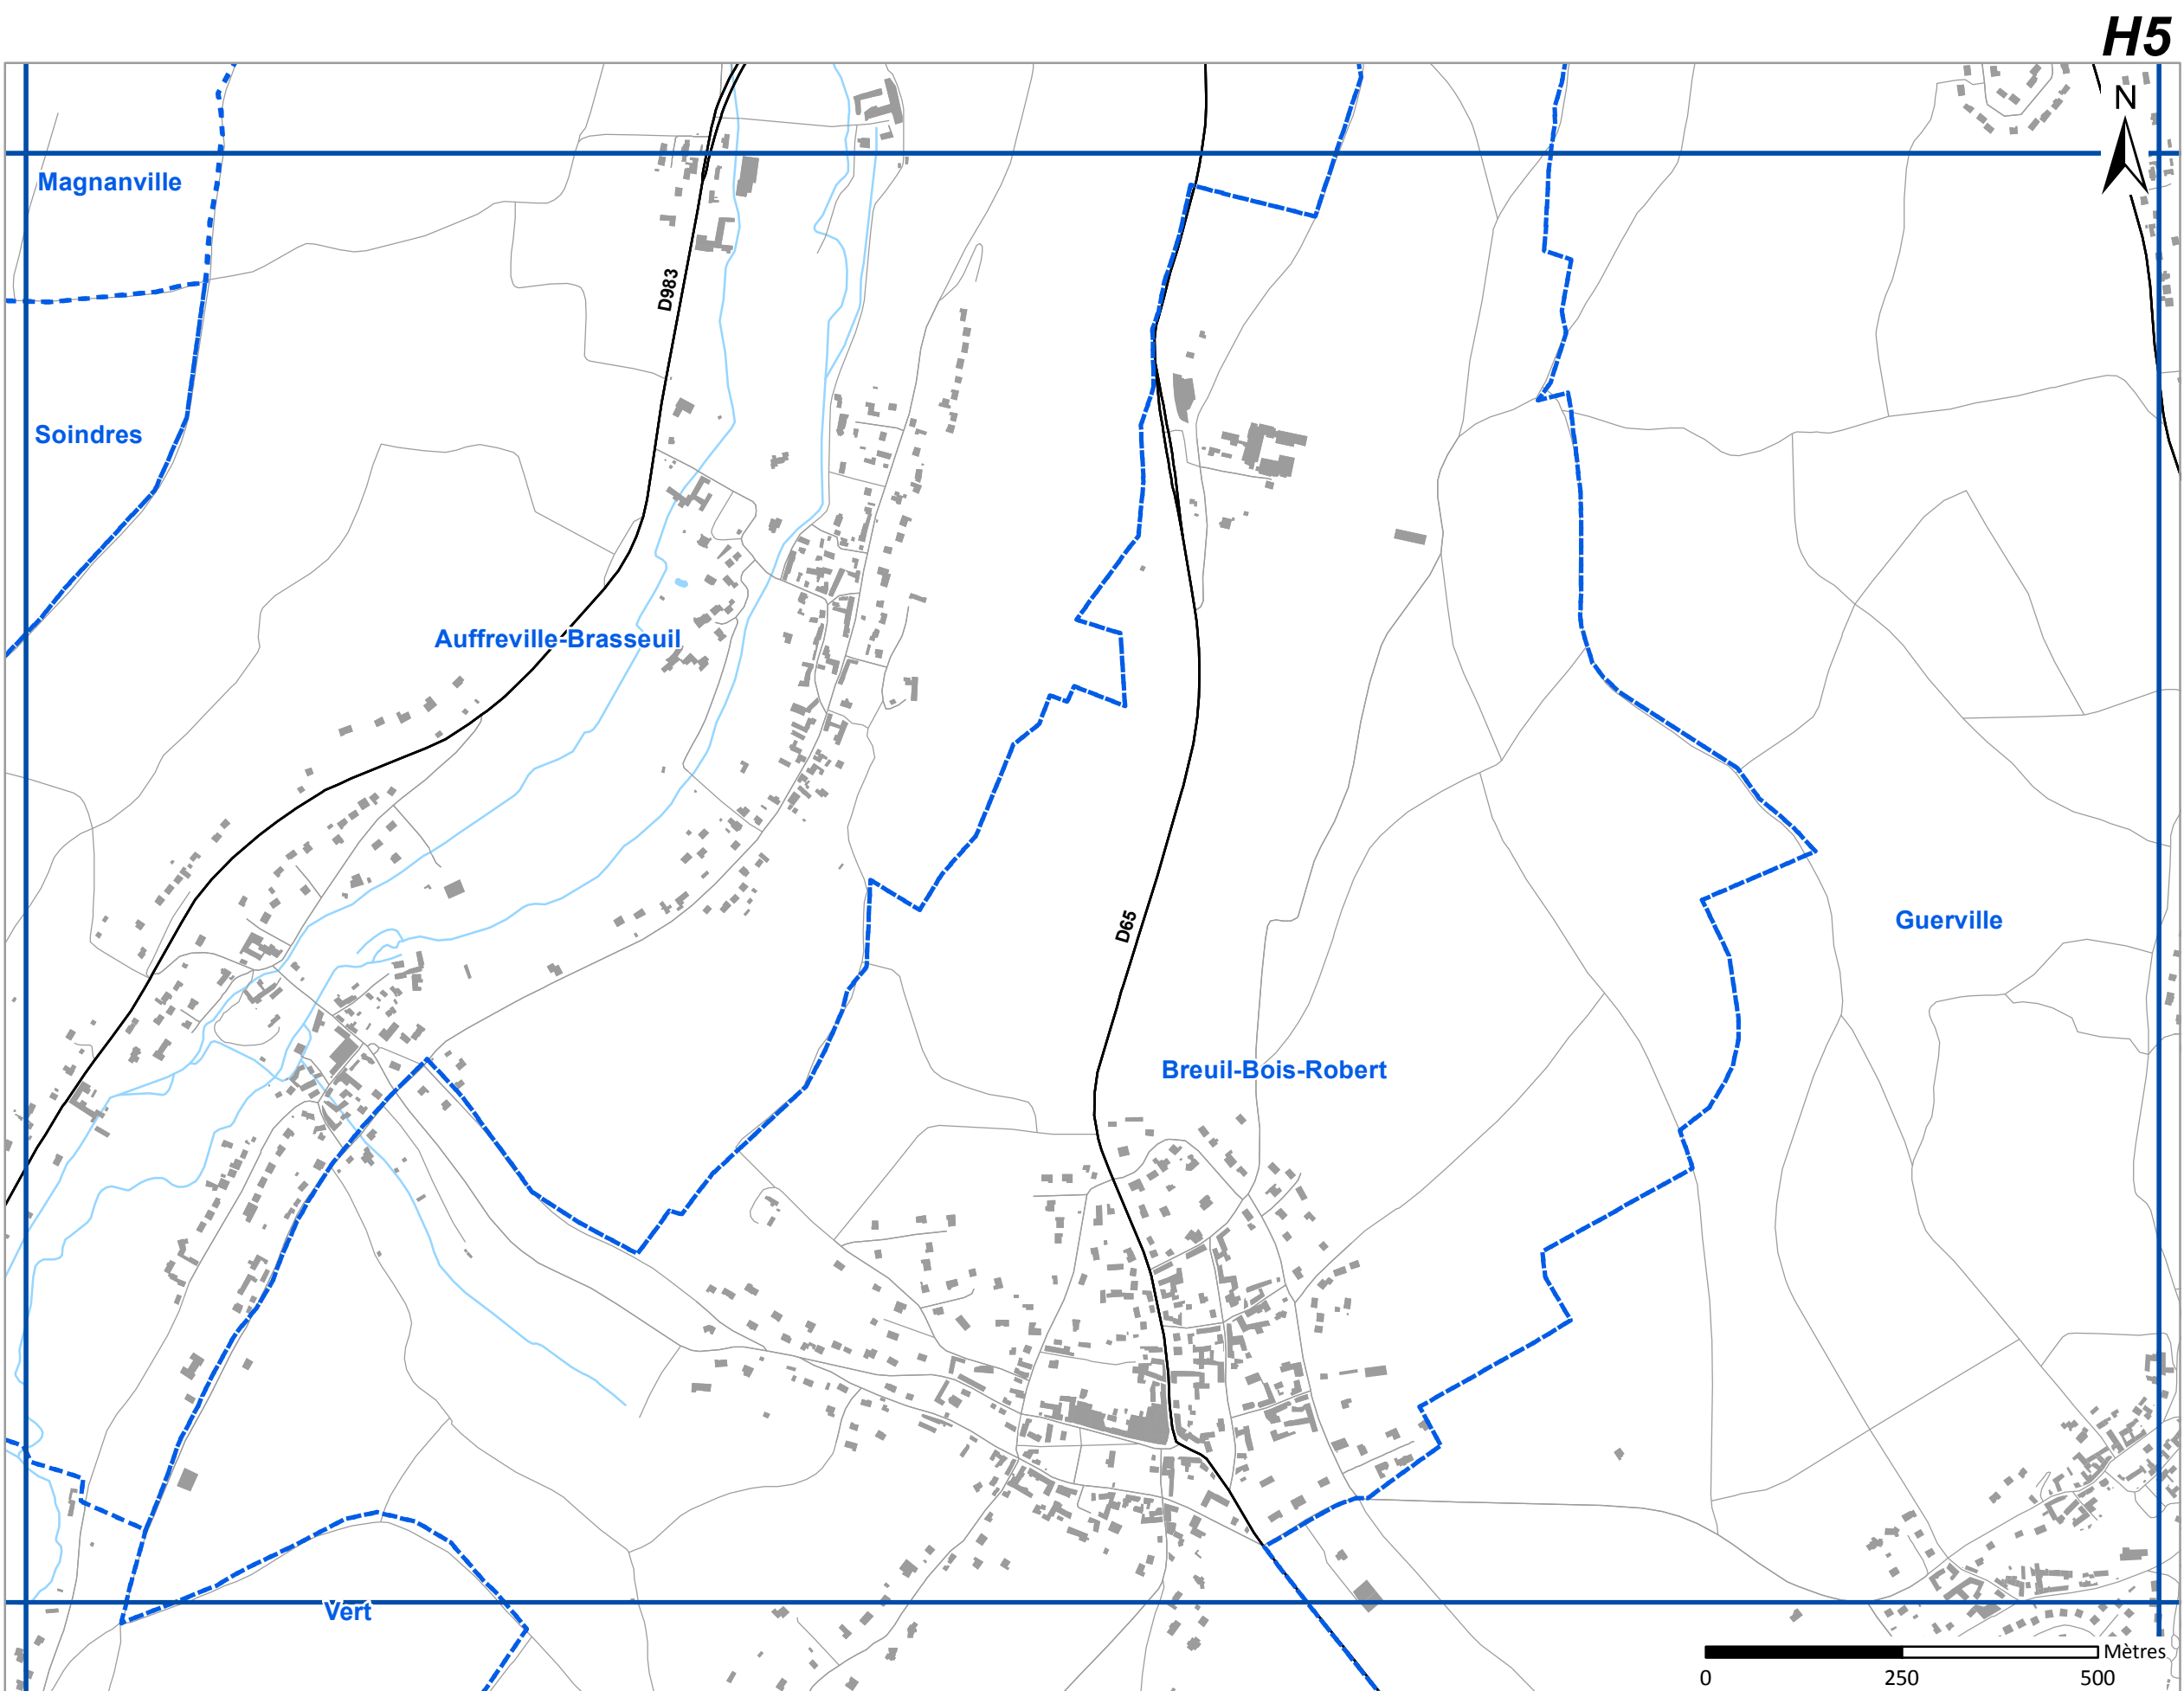 H5
N
Magnanville
D983
Soindres
Auffreville-Brasseuil
Guerville
D65
Breuil-Bois-Robert
Vert
Mètres
0 250 500